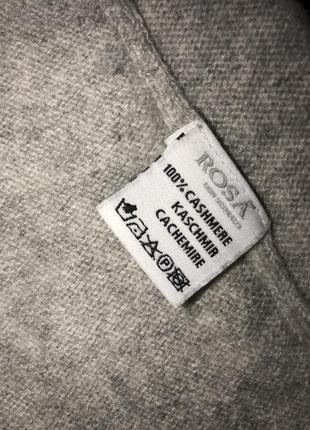 ROSA
100% CASHMERE
KASCHMIR
CACHEMIRE
P